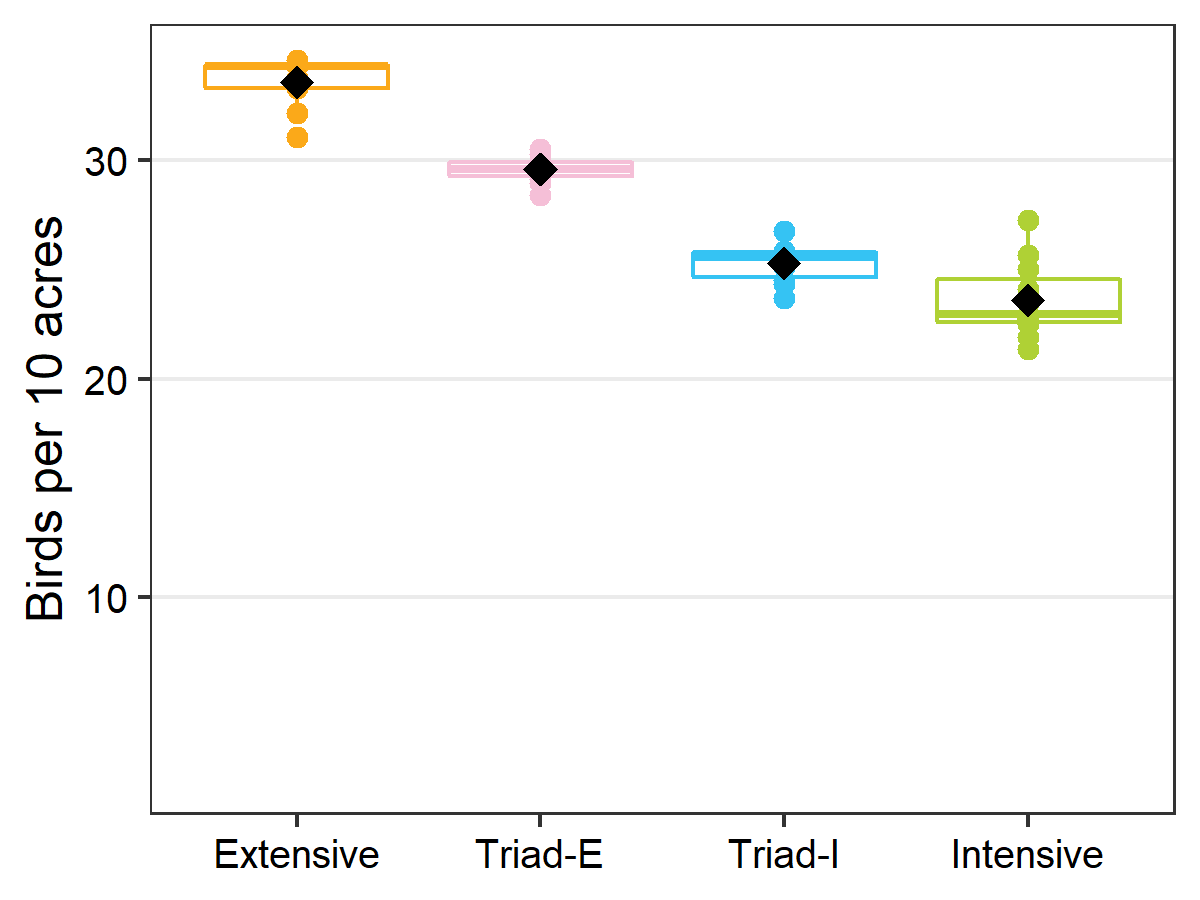 Birds per 10 acres
30
20
10
Extensive
Triad-E
Triad-I
Intensive